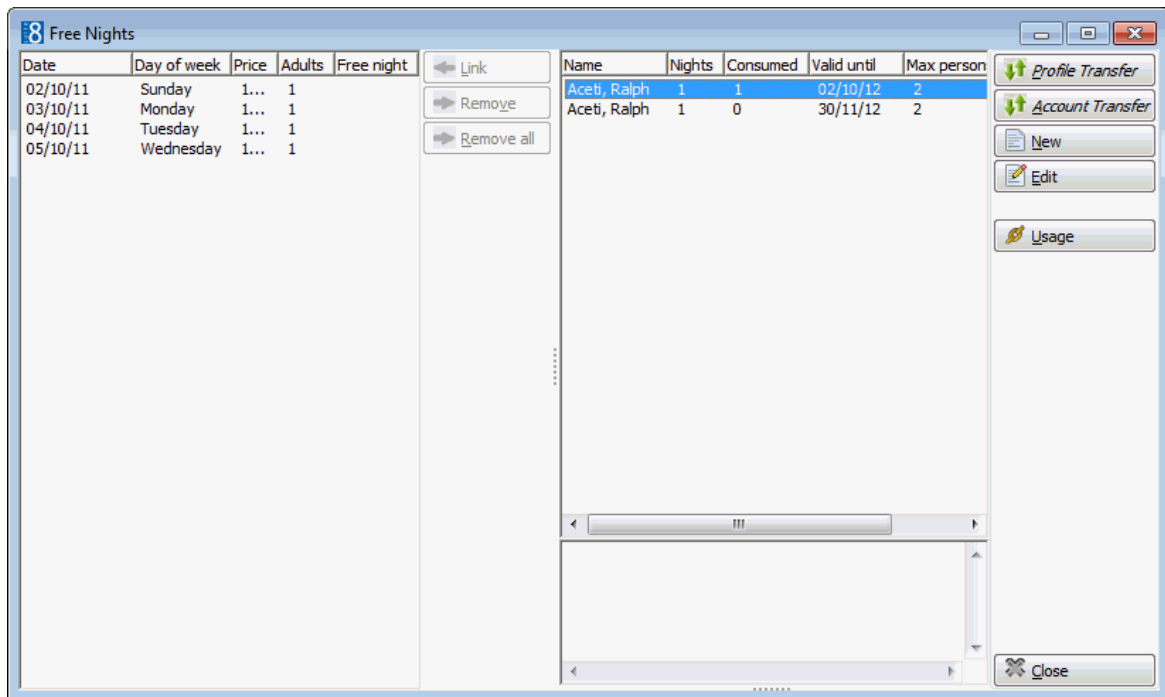 8 Free Nights
Date Day of week Price Adults Free night
02/10/11 Sunday 1... 1
03/10/11 Monday 1... 1
04/10/11 Tuesday 1... 1
05/10/11 Wednesday 1... 1
Link
Remove
Remove all
Name Nights Consumed Valid until Max person
Aceti, Ralph 1 1 02/10/12 2
Aceti, Ralph 1 0 30/11/12 2
Profile Transfer
Account Transfer
New
Edit
Usage
Close